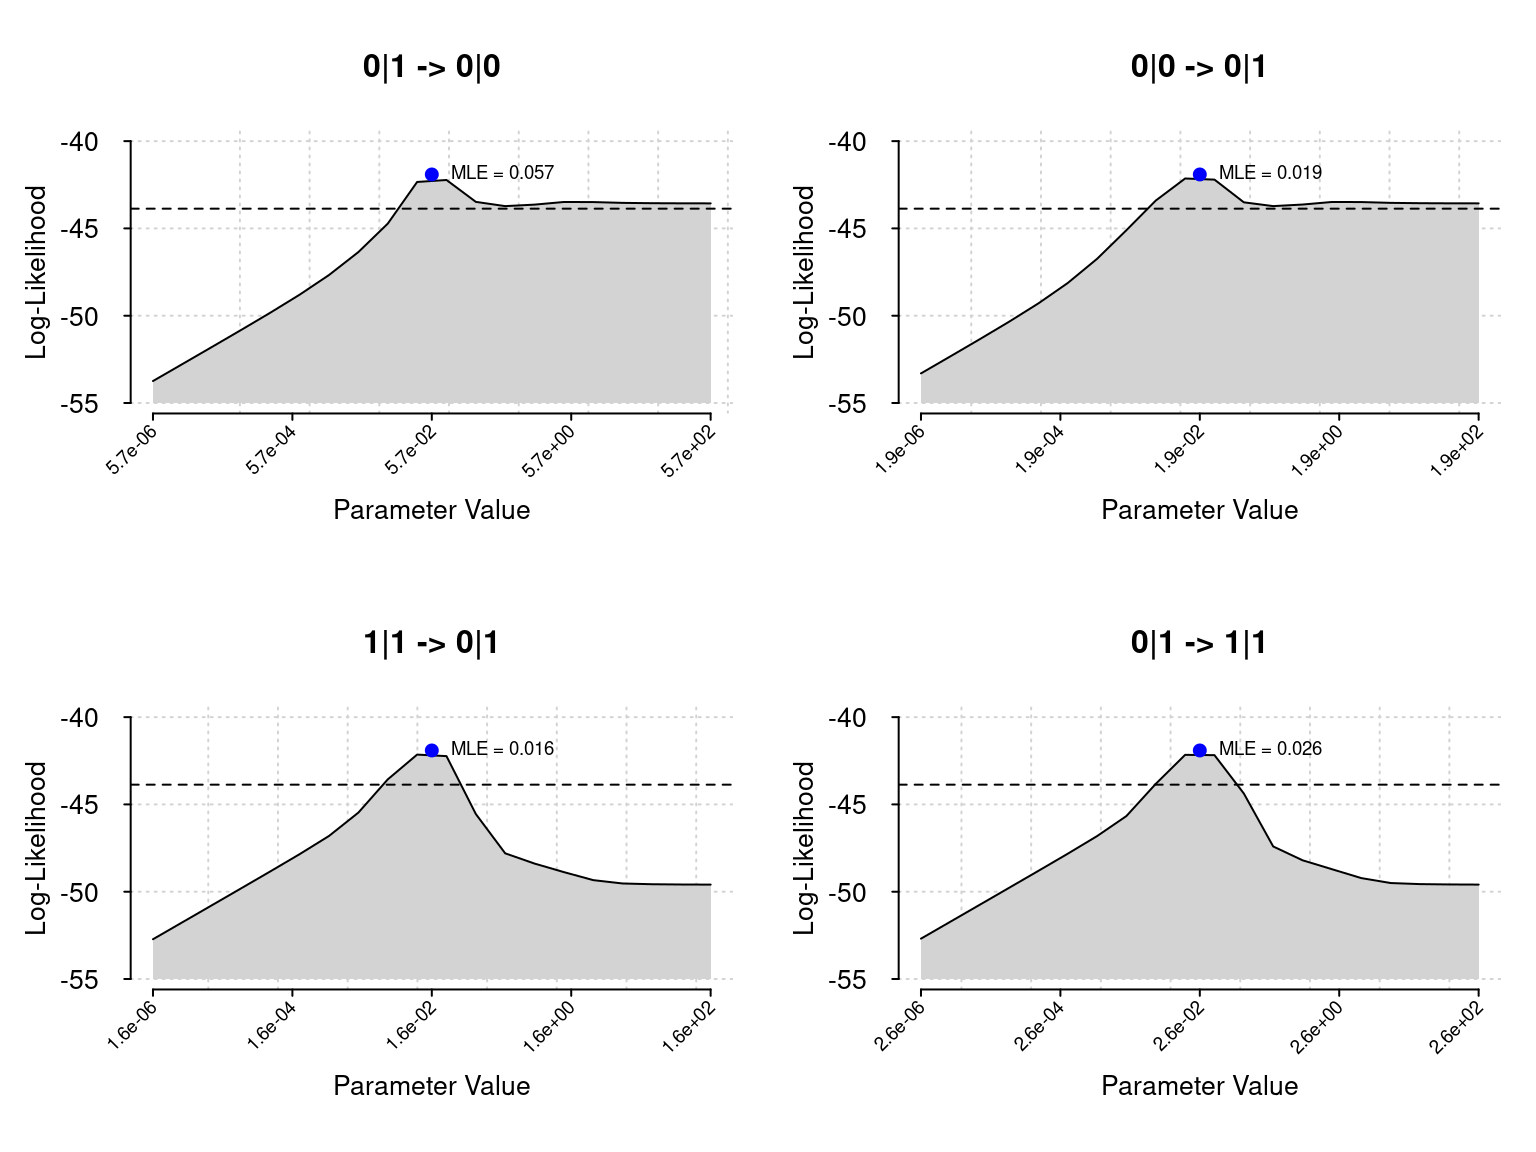 0|1 -> 0|0
Log-Likelihood
-40
-45
-50
-55
MLE = 0.057
5.7e-06
5.7e-04
5.7e-02
5.7e+00
5.7e+02
Parameter Value
0|0 -> 0|1
Log-Likelihood
-40
-45
-50
-55
MLE = 0.019
1.9e-06
1.9e-04
1.9e-02
1.9e+00
1.9e+02
Parameter Value
1|1 -> 0|1
Log-Likelihood
-40
-45
-50
-55
MLE = 0.016
1.6e-06
1.6e-04
1.6e-02
1.6e+00
1.6e+02
Parameter Value
0|1 -> 1|1
Log-Likelihood
-40
-45
-50
-55
MLE = 0.026
2.6e-06
2.6e-04
2.6e-02
2.6e+00
2.6e+02
Parameter Value